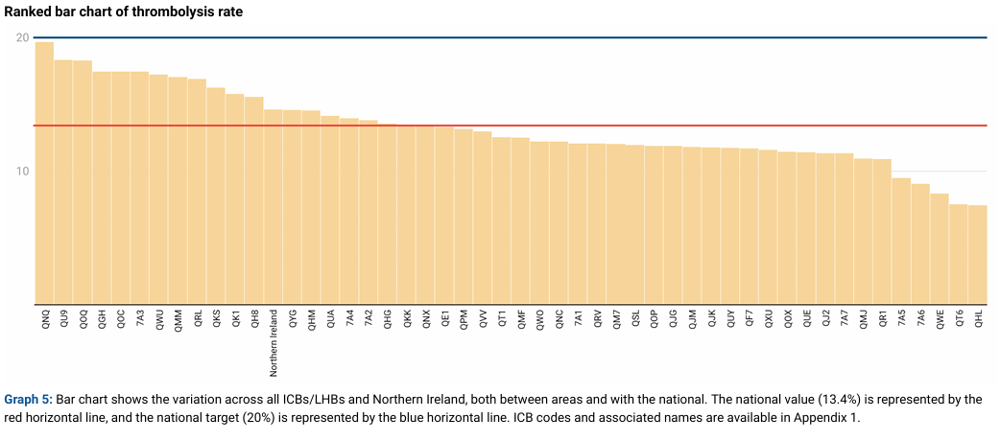 Ranked bar chart of thrombolysis rate
20
10
QNQ QU9 QOQ QGH QOC 7A3 QWU QMM QRL QKS QK1 QH8 Northern Ireland QYG QHM QUA 7A4 7A2 QHG QKK QNX QE1 QPM QVV QT1 QMF QWO QNC 7A1 QRV QM7 QSL QOP QJG QJM QJK QUY QF7 QXU QOX QUE QJ2 7A7 QMJ QR1 7A5 7A6 QWE QT6 QHL
Graph 5: Bar chart shows the variation across all ICBs/LHBs and Northern Ireland, both between areas and with the national. The national value (13.4%) is represented by the
red horizontal line, and the national target (20%) is represented by the blue horizontal line. ICB codes and associated names are available in Appendix 1.